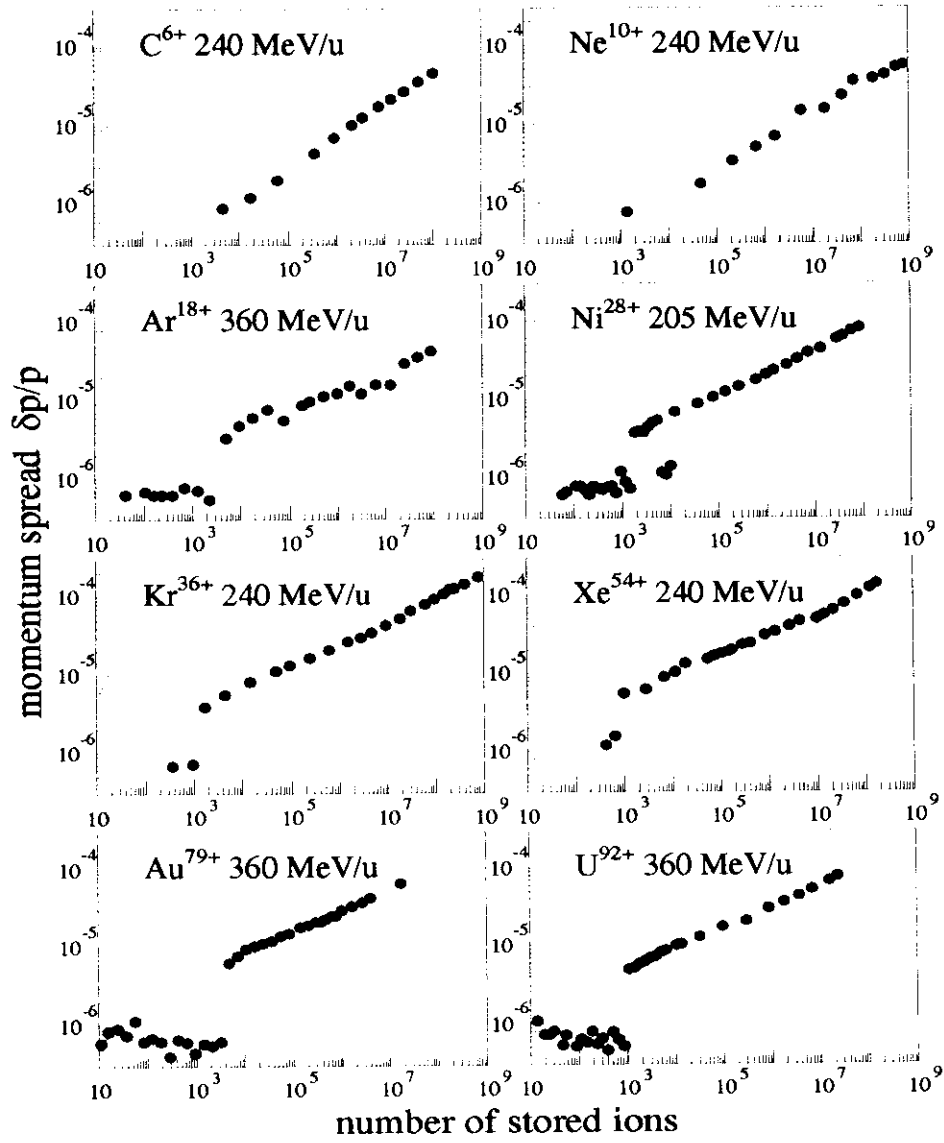 C⁶⁺ 240 MeV/u
10⁻⁴
10⁻⁵
10⁻⁶
10 10³ 10⁵ 10⁷ 10⁹
Ne¹⁰⁺ 240 MeV/u
10⁻⁴
10⁻⁵
10⁻⁶
10 10³ 10⁵ 10⁷ 10⁹
Ar¹⁸⁺ 360 MeV/u
10⁻⁴
10⁻⁵
10⁻⁶
10 10³ 10⁵ 10⁷ 10⁹
Ni²⁸⁺ 205 MeV/u
10⁻⁴
10⁻⁵
10⁻⁶
10 10³ 10⁵ 10⁷ 10⁹
momentum spread δp/p
Kr³⁶⁺ 240 MeV/u
10⁻⁴
10⁻⁵
10⁻⁶
10 10³ 10⁵ 10⁷ 10⁹
Xe⁵⁴⁺ 240 MeV/u
10⁻⁴
10⁻⁵
10⁻⁶
10 10³ 10⁵ 10⁷ 10⁹
Au⁷⁹⁺ 360 MeV/u
10⁻⁴
10⁻⁵
10⁻⁶
10 10³ 10⁵ 10⁷ 10⁹
U⁹²⁺ 360 MeV/u
10⁻⁴
10⁻⁵
10⁻⁶
10 10³ 10⁵ 10⁷ 10⁹
number of stored ions